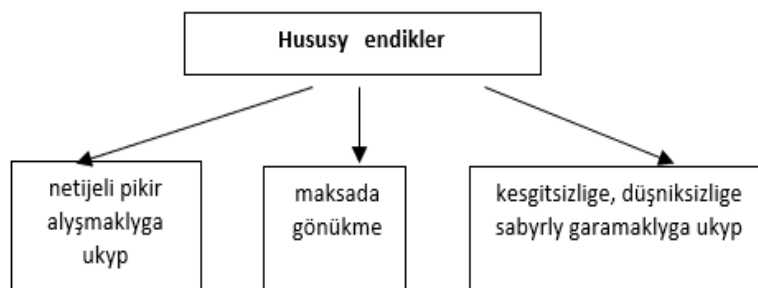 Hususy endikler
netijeli pikir
alyşmaklyga
ukyp
maksada
gönükme
kesgitsizlige, düşniksizlige
sabyrly garamaklyga ukyp